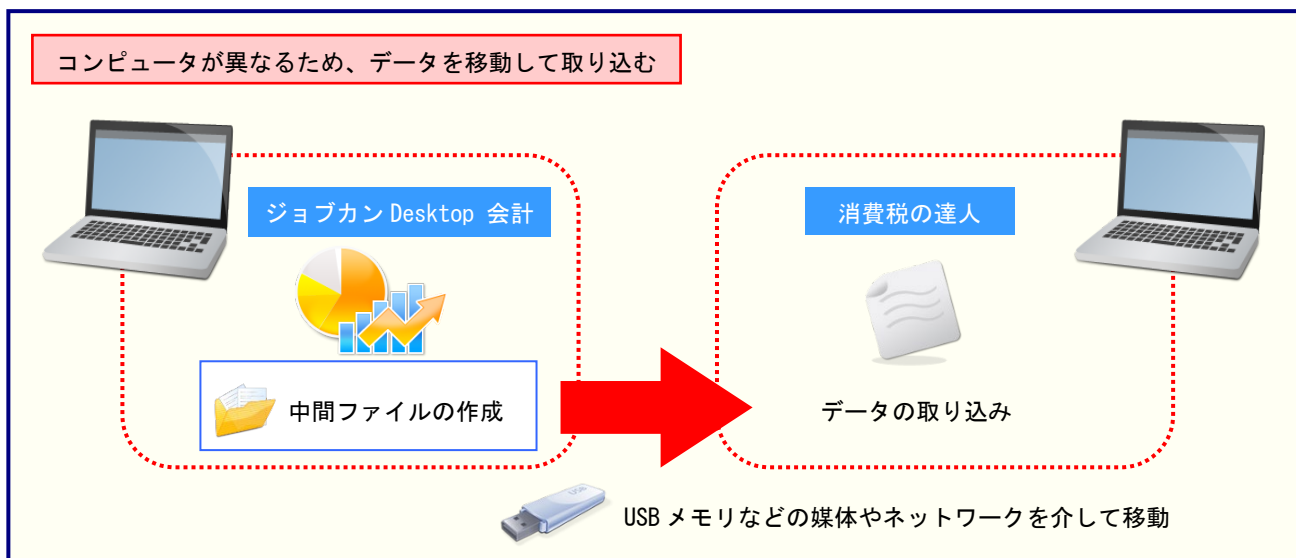 コンピュータが異なるため、データを移動して取り込む
ジョブカン Desktop 会計
消費税の達人
中間ファイルの作成
データの取り込み
USB
USB メモリなどの媒体やネットワークを介して移動